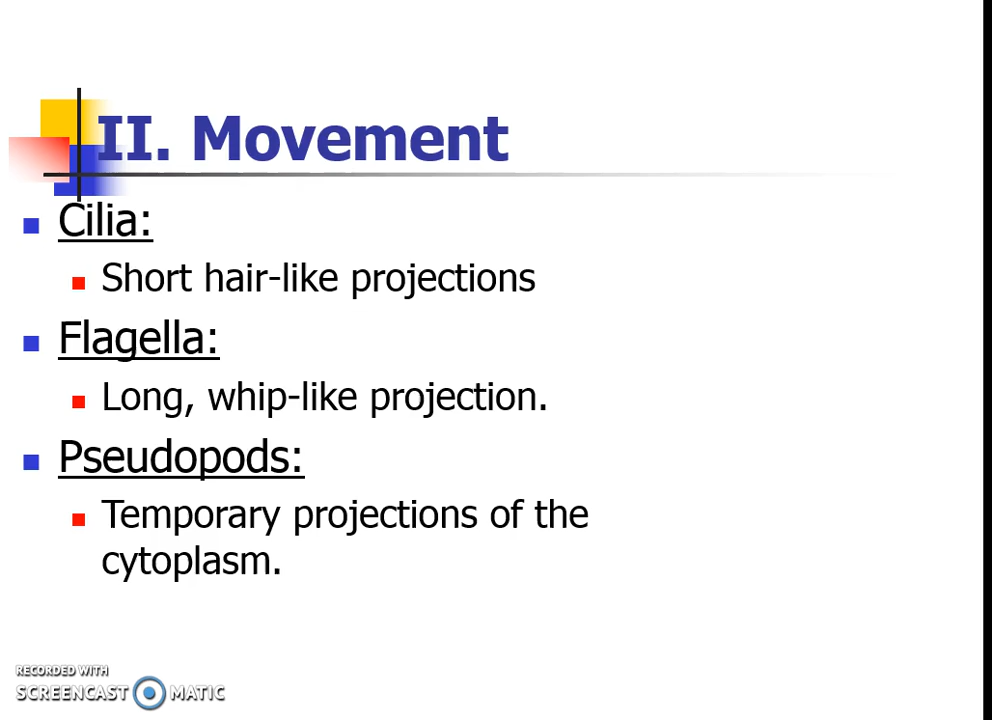 II. Movement
Cilia:
Short hair-like projections
Flagella:
Long, whip-like projection.
Pseudopods:
Temporary projections of the
cytoplasm.
RECORDED WITH
SCREENCAST MATIC